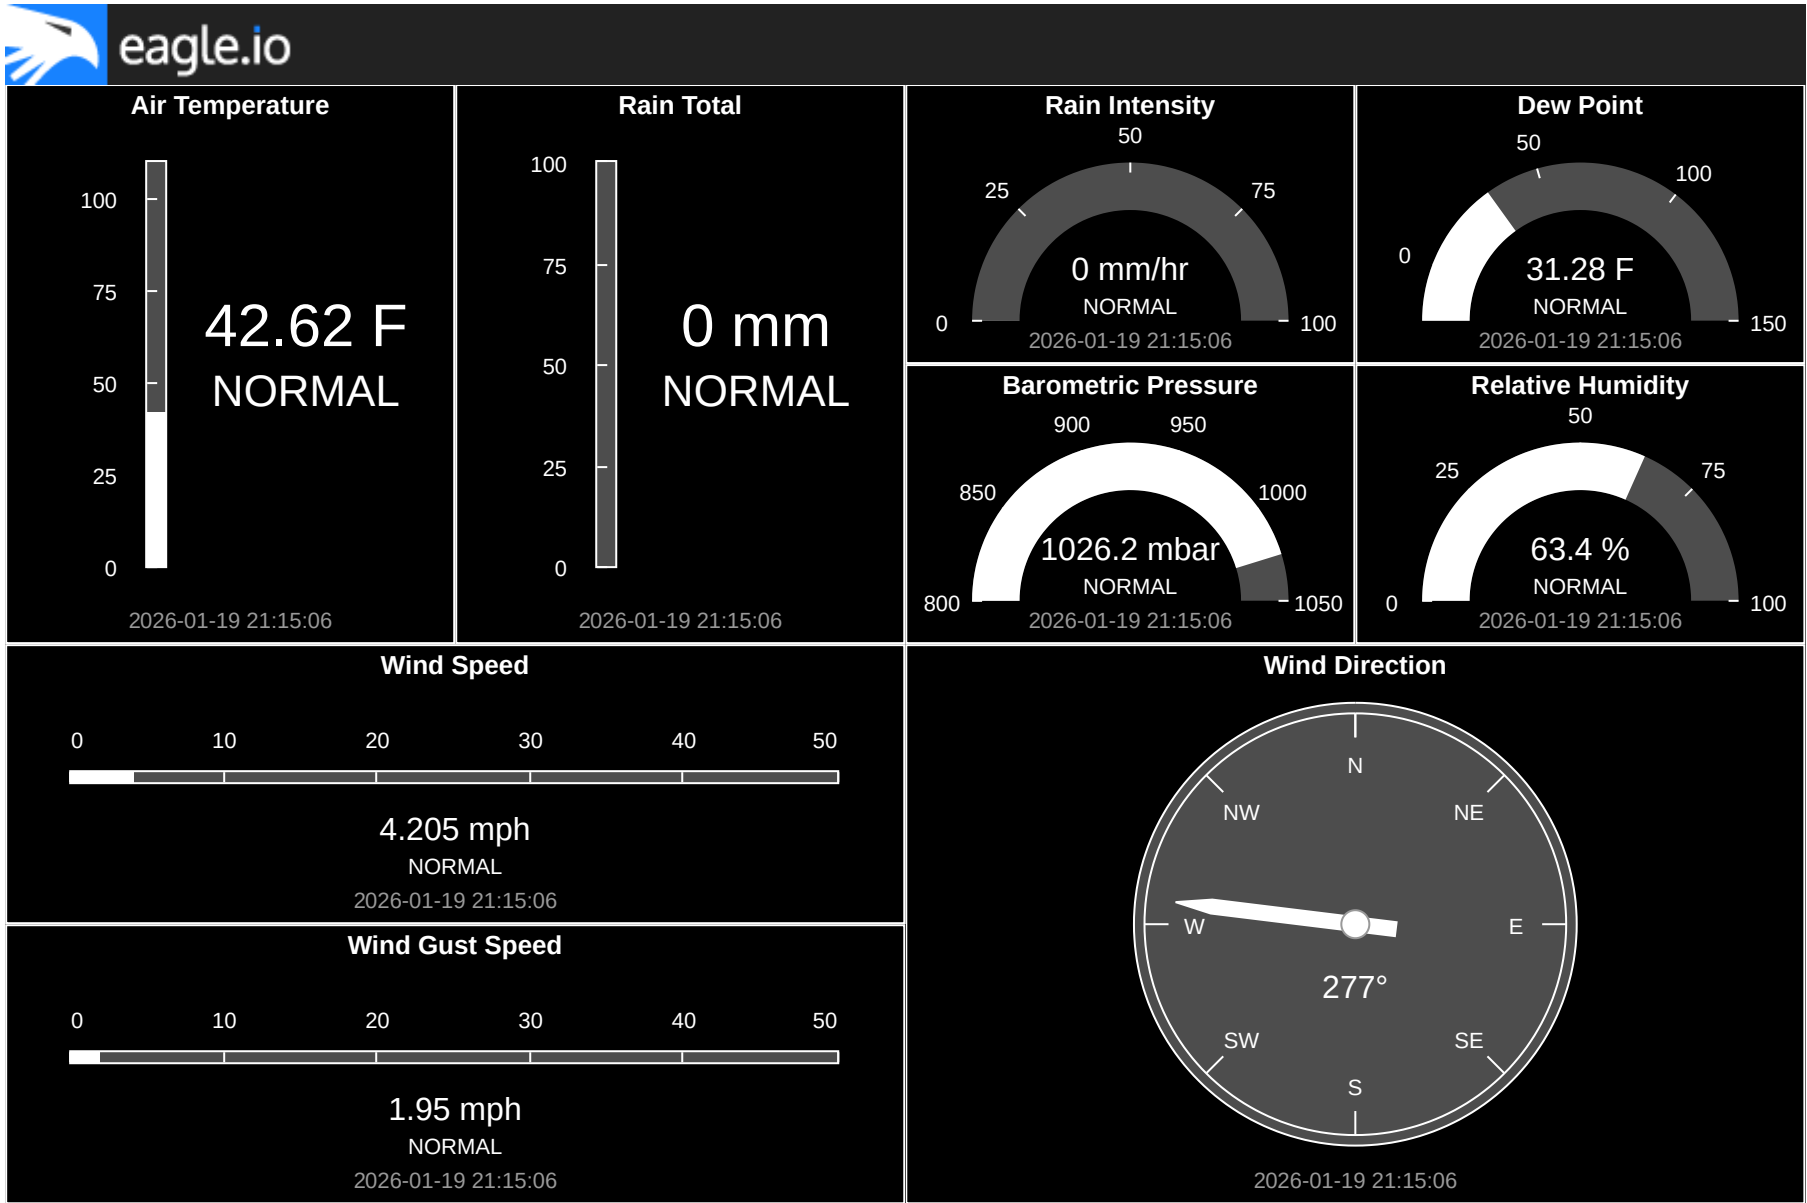 eagle.io
Air Temperature
100
75
50
25
0
42.62 F
NORMAL
2026-01-19 21:15:06
Rain Total
100
75
50
25
0
0 mm
NORMAL
2026-01-19 21:15:06
Rain Intensity
50
25
75
0
100
0 mm/hr
NORMAL
2026-01-19 21:15:06
Dew Point
50
100
0
150
31.28 F
NORMAL
2026-01-19 21:15:06
Barometric Pressure
900
950
850
1000
800
1050
1026.2 mbar
NORMAL
2026-01-19 21:15:06
Relative Humidity
50
25
75
0
100
63.4 %
NORMAL
2026-01-19 21:15:06
Wind Speed
0 10 20 30 40 50
4.205 mph
NORMAL
2026-01-19 21:15:06
Wind Gust Speed
0 10 20 30 40 50
1.95 mph
NORMAL
2026-01-19 21:15:06
Wind Direction
N
NW NE
W E
277°
SW SE
S
2026-01-19 21:15:06